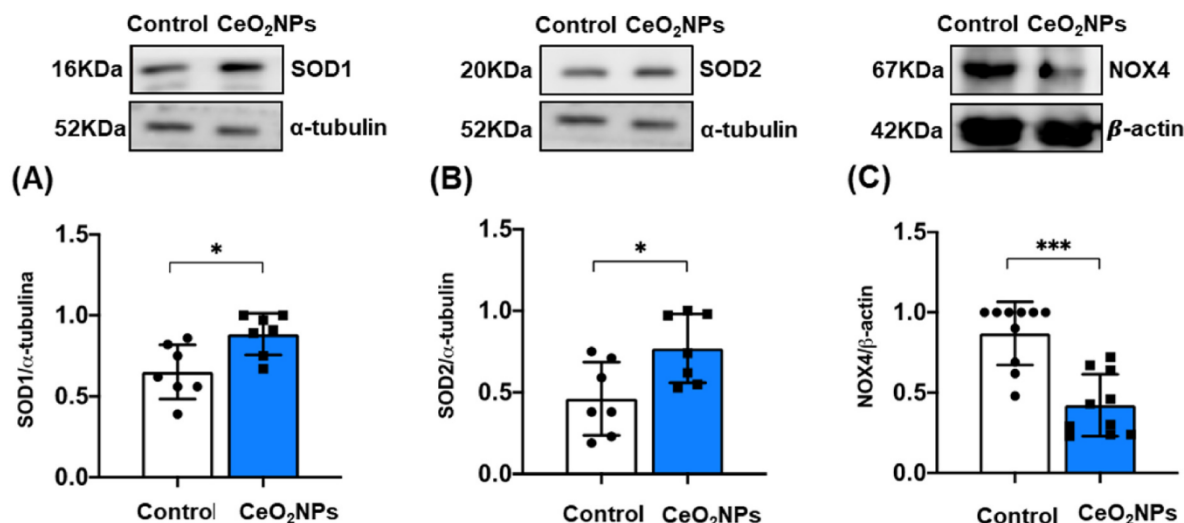 Control CeO₂NPs
16KDa SOD1
52KDa α-tubulin
(A)
1.5
*
1.0
0.5
0.0
SOD1/α-tubulina
Control CeO₂NPs
Control CeO₂NPs
20KDa SOD2
52KDa α-tubulin
(B)
1.5
*
1.0
0.5
0.0
SOD2/α-tubulin
Control CeO₂NPs
Control CeO₂NPs
67KDa NOX4
42KDa β-actin
(C)
1.5
***
1.0
0.5
0.0
NOX4/β-actin
Control CeO₂NPs